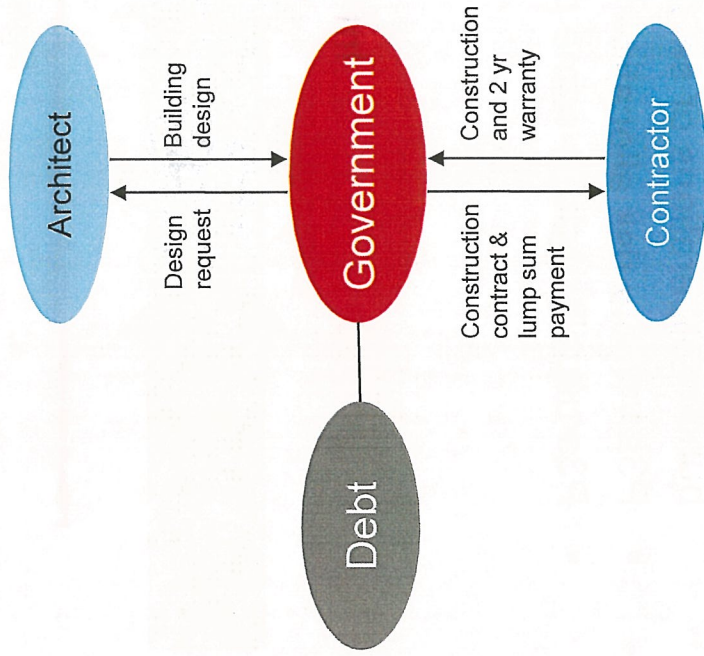 Architect
Design
request
Building
design
Debt
Government
Construction
contract &
lump sum
payment
Construction
and 2 yr
warranty
Contractor